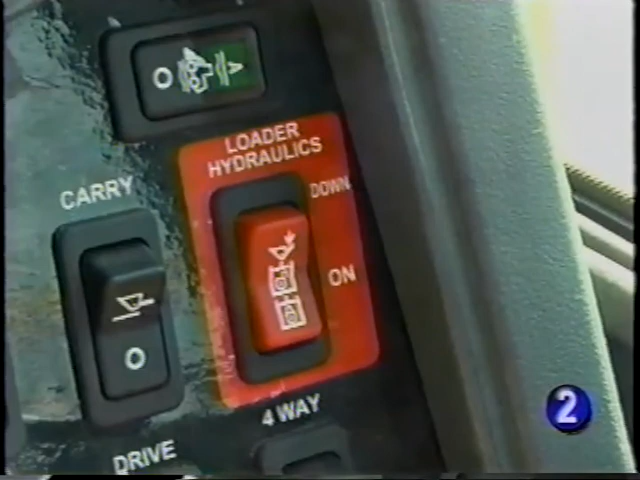 LOADER
HYDRAULICS
DOWN
CARRY
ON
O
O
4 WAY
DRIVE
2